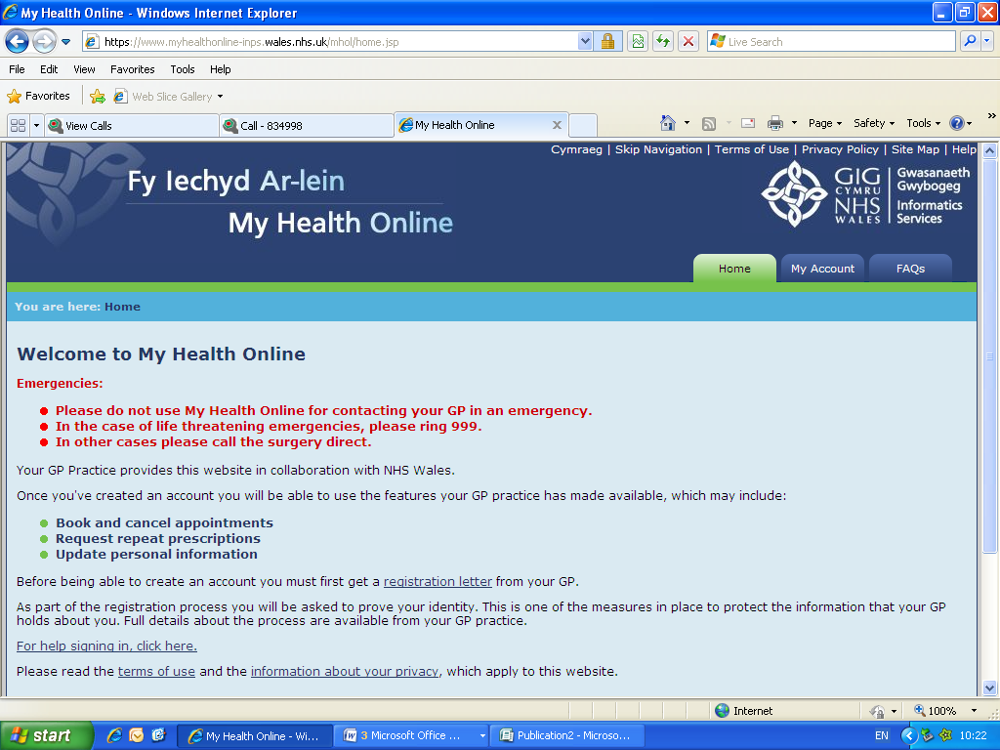 My Health Online - Windows Internet Explorer
https://www.myhealthonline-inps.wales.nhs.uk/mhol/home.jsp
Live Search
File Edit View Favorites Tools Help
Favorites Web Slice Gallery
View Calls Call - 834998 My Health Online Page Safety Tools »
Cymraeg | Skip Navigation | Terms of Use | Privacy Policy | Site Map | Help
Fy Iechyd Ar-lein
My Health Online
GIG
CYMRU
NHS
WALES
Gwasanaeth
Gwybogeg
Informatics
Services
Home My Account FAQs
You are here: Home
Welcome to My Health Online
Emergencies:
Please do not use My Health Online for contacting your GP in an emergency.
In the case of life threatening emergencies, please ring 999.
In other cases please call the surgery direct.
Your GP Practice provides this website in collaboration with NHS Wales.
Once you've created an account you will be able to use the features your GP practice has made available, which may include:
Book and cancel appointments
Request repeat prescriptions
Update personal information
Before being able to create an account you must first get a registration letter from your GP.
As part of the registration process you will be asked to prove your identity. This is one of the measures in place to protect the information that your GP
holds about you. Full details about the process are available from your GP practice.
For help signing in, click here.
Please read the terms of use and the information about your privacy, which apply to this website.
Internet 100%
start My Health Online - Wi... 3 Microsoft Office ... Publication2 - Microso... EN 10:22